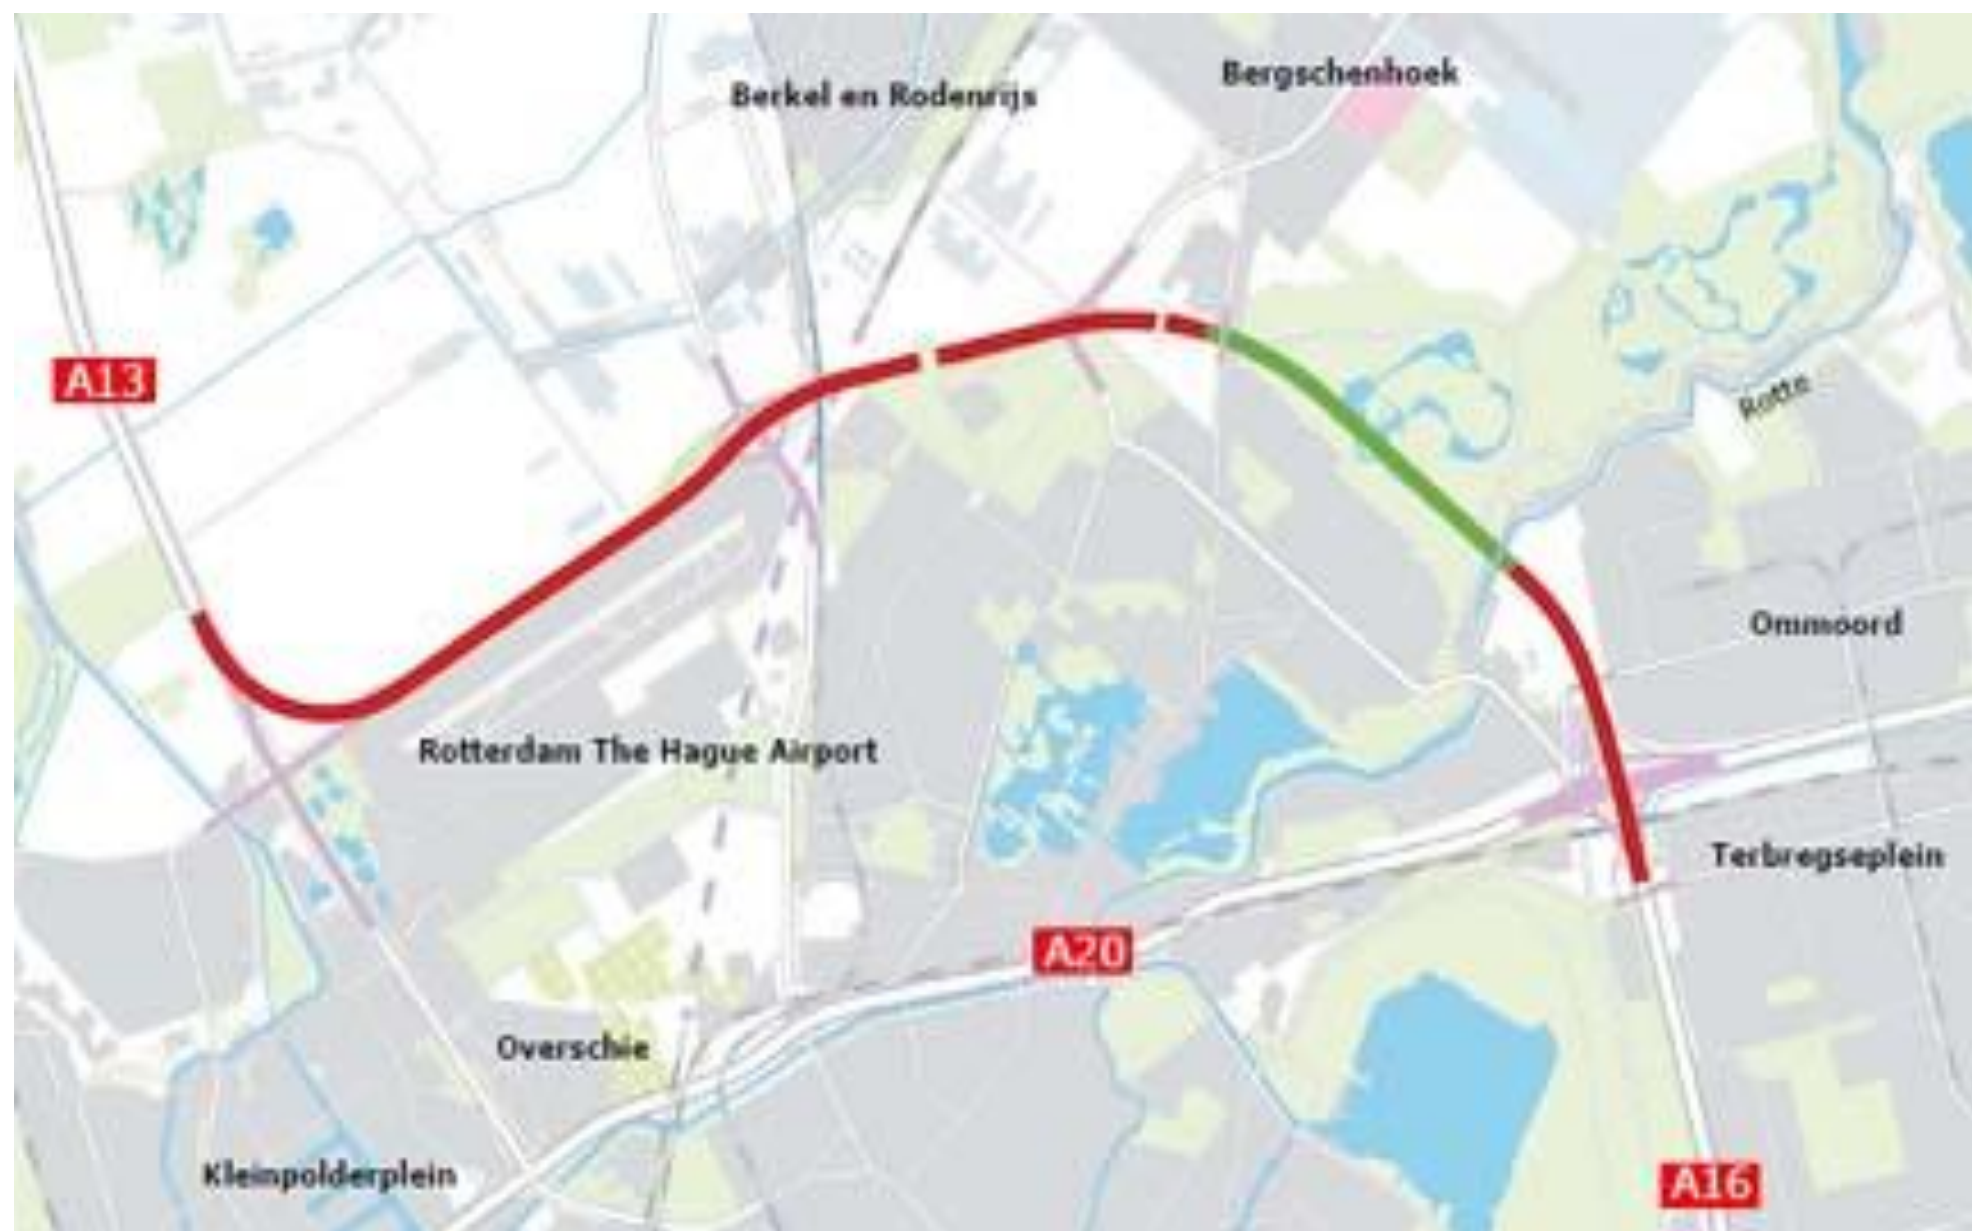 Bergschenhoek
Berkel en Rodenrijs
A13
Rotte
Ommoord
Rotterdam The Hague Airport
Terbregseplein
A20
Overschie
Kleinpolderplein
A16